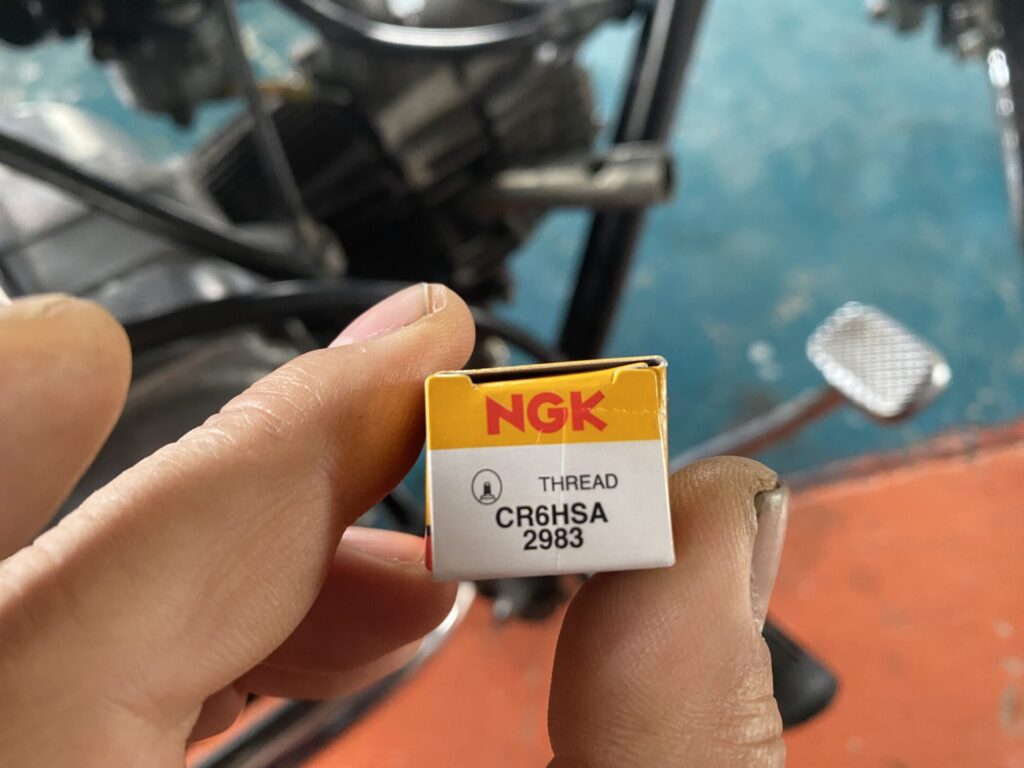 NGK
THREAD
CR6HSA
2983